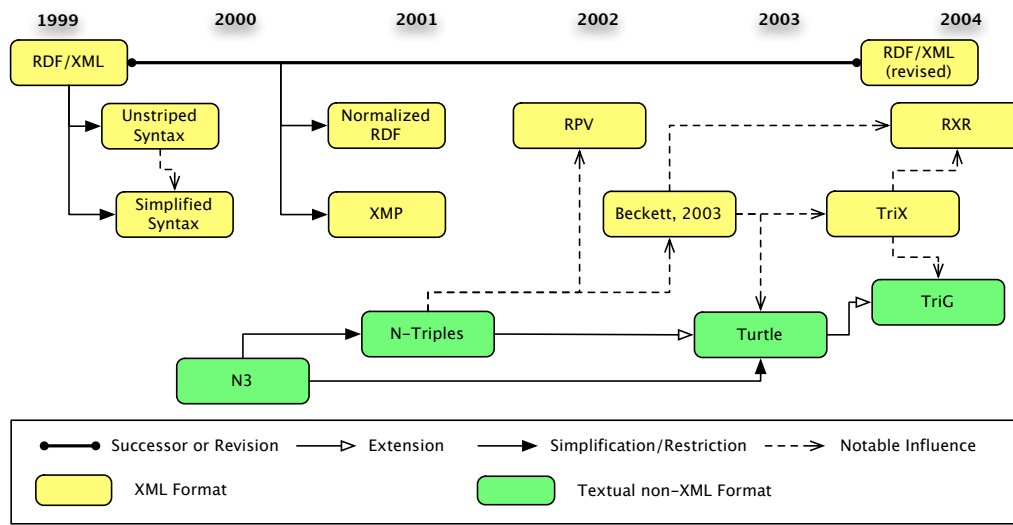 1999 2000 2001 2002 2003 2004
RDF/XML
RDF/XML
(revised)
Unstriped
Syntax
Normalized
RDF
RPV
RXR
Simplified
Syntax
XMP
Beckett, 2003
TriX
TriG
N-Triples
Turtle
N3
Successor or Revision
Extension
Simplification/Restriction
Notable Influence
XML Format
Textual non-XML Format